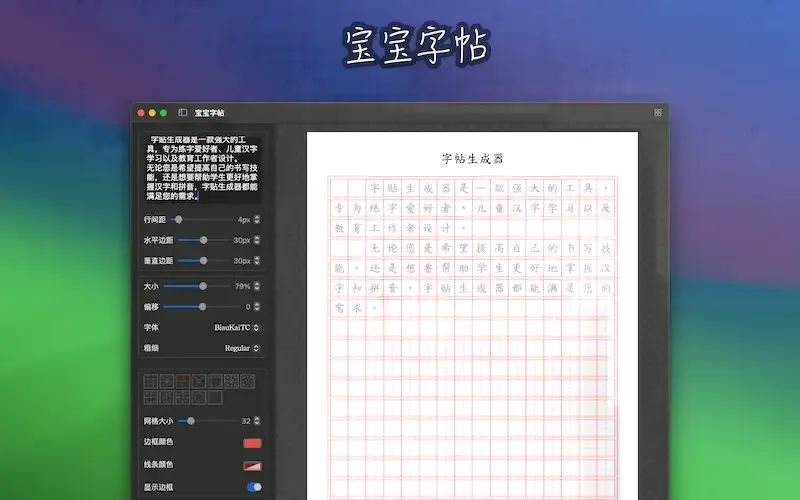 宝宝字帖
宝宝字帖
字贴生成器是一款强大的工
具，专为练字爱好者、儿童汉字
学习以及教育工作者设计。
无论您是希望提高自己的书写技
能，还是想要帮助学生更好地掌
握汉字和拼音，字贴生成器都能
满足您的需求。
行间距 4px
水平边距 30px
垂直边距 30px
大小 79%
偏移 0
字体 BiauKaiTC
粗细 Regular
网格大小 32
边框颜色
线条颜色
显示边框
字帖生成器
字贴生成器是一款强大的工具，
专为练字爱好者、儿童汉字学习以及
教育工作者设计。
无论您是希望提高自己的书写技
能，还是想要帮助学生更好地掌握汉
字和拼音，字贴生成器都能满足您的
需求。